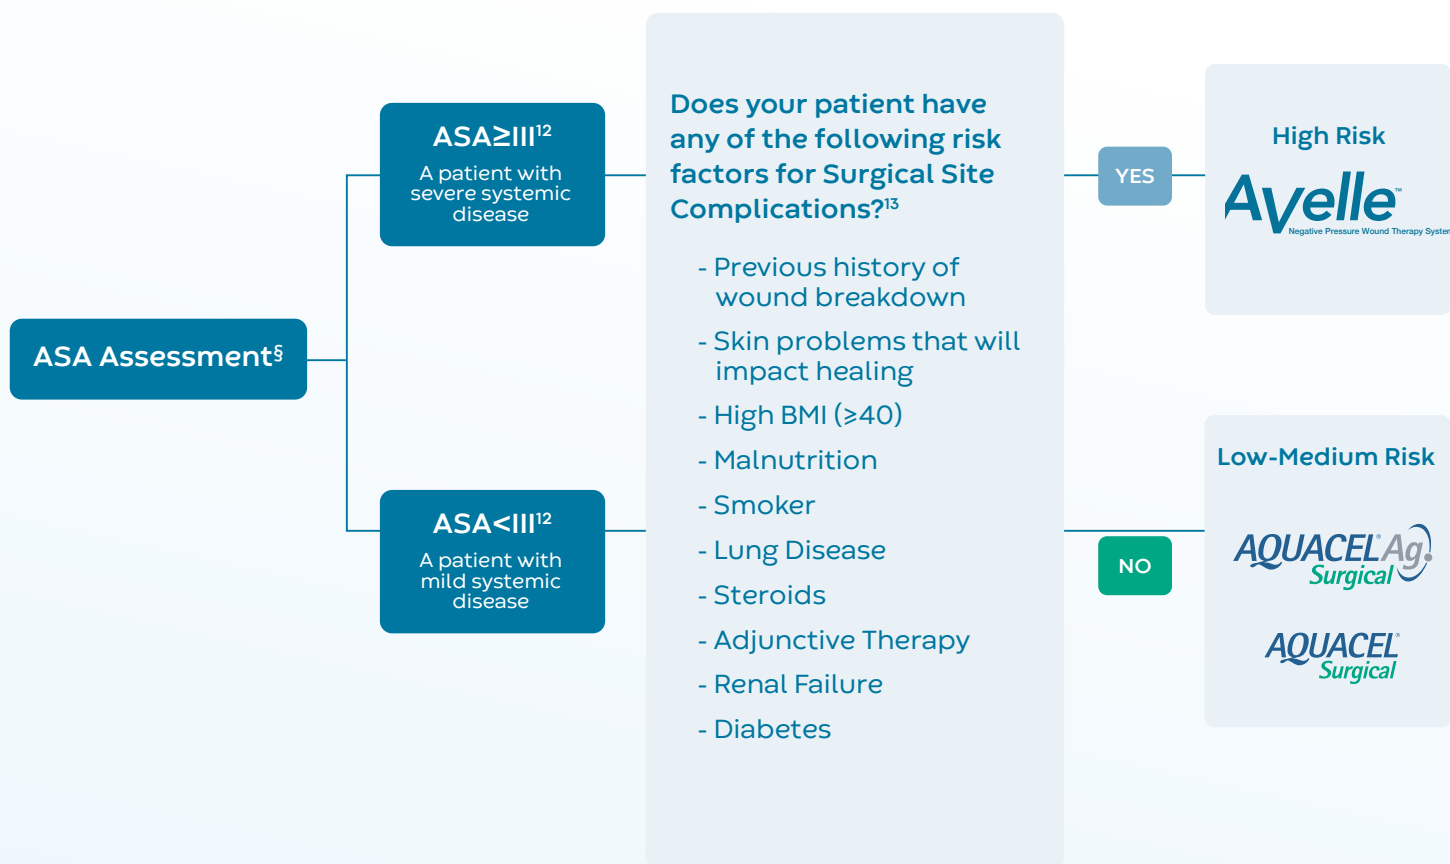 ASA Assessment§
ASA≥III¹²
A patient with
severe systemic
disease
ASA<III¹²
A patient with
mild systemic
disease
Does your patient have
any of the following risk
factors for Surgical Site
Complications?¹³
- Previous history of
wound breakdown
- Skin problems that will
impact healing
- High BMI (≥40)
- Malnutrition
- Smoker
- Lung Disease
- Steroids
- Adjunctive Therapy
- Renal Failure
- Diabetes
YES
High Risk
Avelle™
Negative Pressure Wound Therapy System
NO
Low-Medium Risk
AQUACEL® Ag
Surgical
AQUACEL®
Surgical